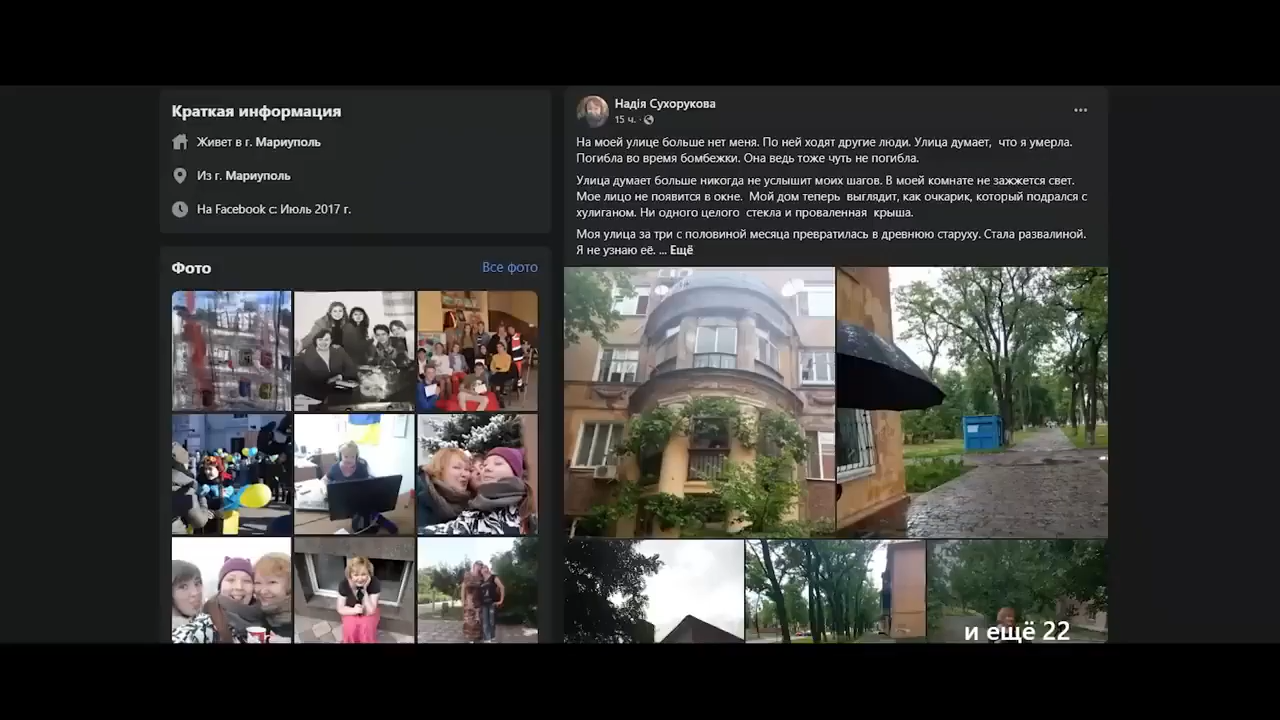 Краткая информация
Живет в г. Мариуполь
Из г. Мариуполь
На Facebook с: Июль 2017 г.
Фото
Все фото
Надія Сухорукова
15 ч. ·
На моей улице больше нет меня. По ней ходят другие люди. Улица думает, что я умерла.
Погибла во время бомбежки. Она ведь тоже чуть не погибла.
Улица думает больше никогда не услышит моих шагов. В моей комнате не зажжется свет.
Мое лицо не появится в окне. Мой дом теперь выглядит, как очкарик, который подрался с
хулиганом. Ни одного целого стекла и проваленная крыша.
Моя улица за три с половиной месяца превратилась в древнюю старуху. Стала развалиной.
Я не узнаю её. ... Ещё
и ещё 22